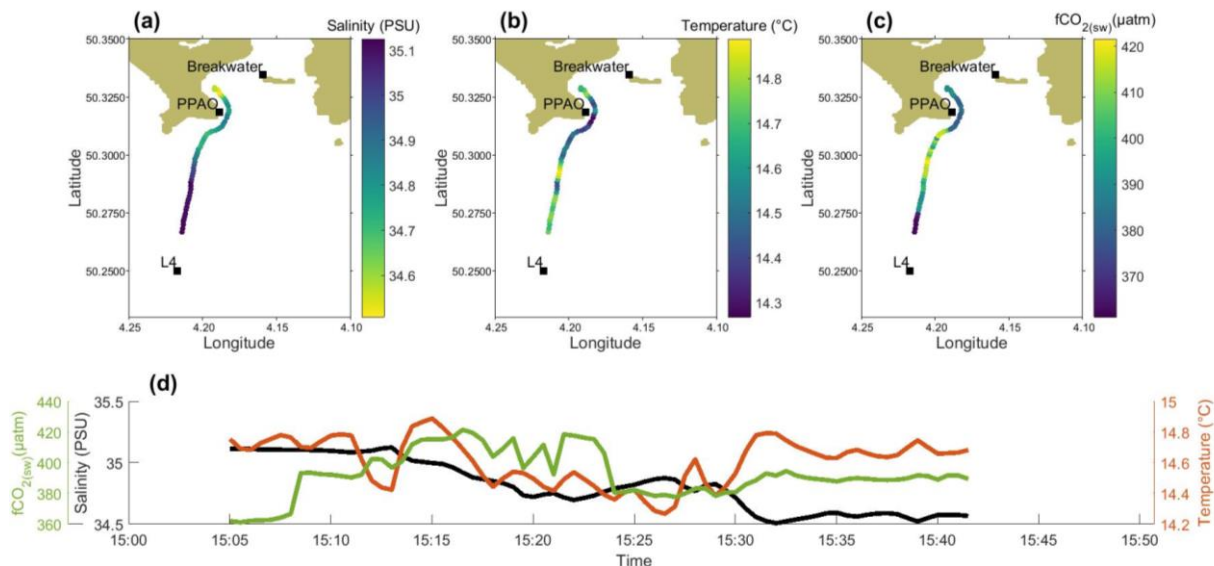 (a) Salinity (PSU)
50.3500
50.3250
50.3000
50.2750
50.2500
Latitude
Breakwater
PPAO
L4
4.25 4.20 4.15 4.10
Longitude
35.1
35
34.9
34.8
34.7
34.6
(b) Temperature (°C)
50.3500
50.3250
50.3000
50.2750
50.2500
Latitude
Breakwater
PPAO
L4
4.25 4.20 4.15 4.10
Longitude
14.8
14.7
14.6
14.5
14.4
14.3
(c) fCO2(sw)(μatm)
50.3500
50.3250
50.3000
50.2750
50.2500
Latitude
Breakwater
PPAO
L4
4.25 4.20 4.15 4.10
Longitude
420
410
400
390
380
370
(d)
fCO2(sw)(μatm)
440
420
400
380
360
Salinity (PSU)
35.5
35
34.5
15
14.8
14.6
14.4
14.2
Temperature (°C)
15:00 15:05 15:10 15:15 15:20 15:25 15:30 15:35 15:40 15:45 15:50
Time